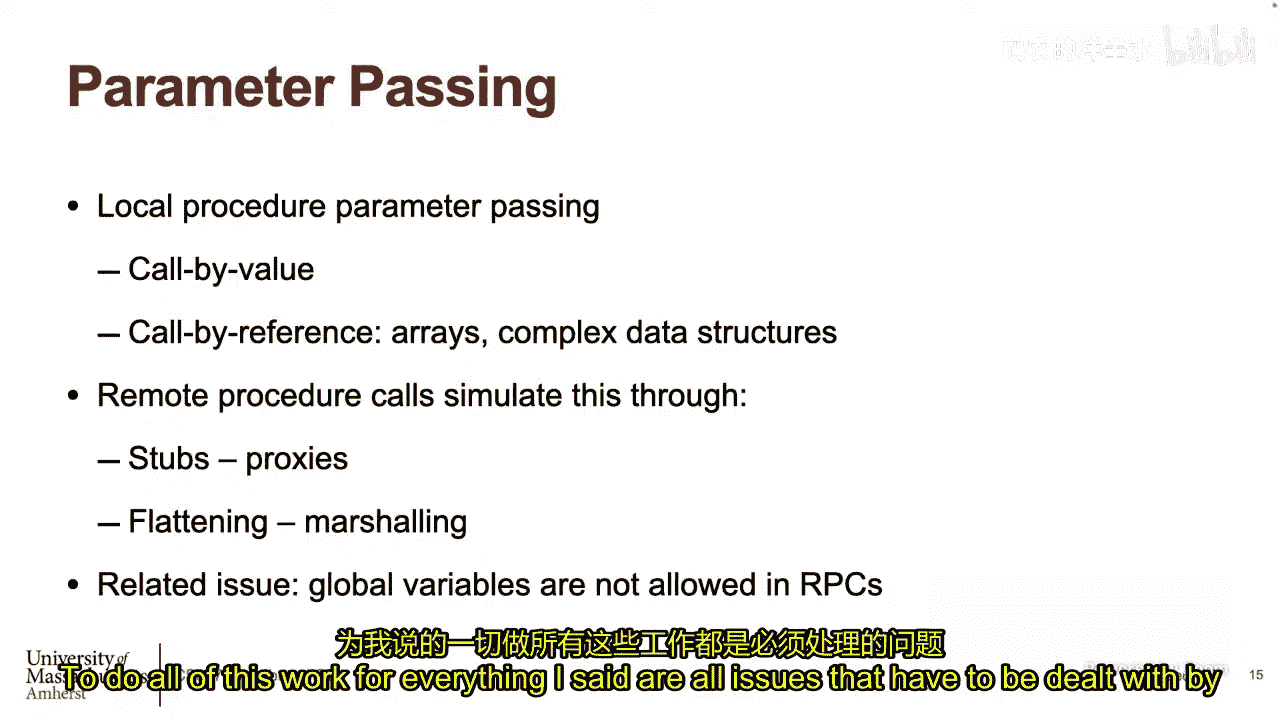 bilibili
Parameter Passing
• Local procedure parameter passing
– Call-by-value
– Call-by-reference: arrays, complex data structures
• Remote procedure calls simulate this through:
– Stubs – proxies
– Flattening – marshalling
• Related issue: global variables are not allowed in RPCs
为我说的一切做所有这些工作都是必须处理的问题
To do all of this work for everything I said are all issues that have to be dealt with by
University of
Massachusetts
Amherst
15